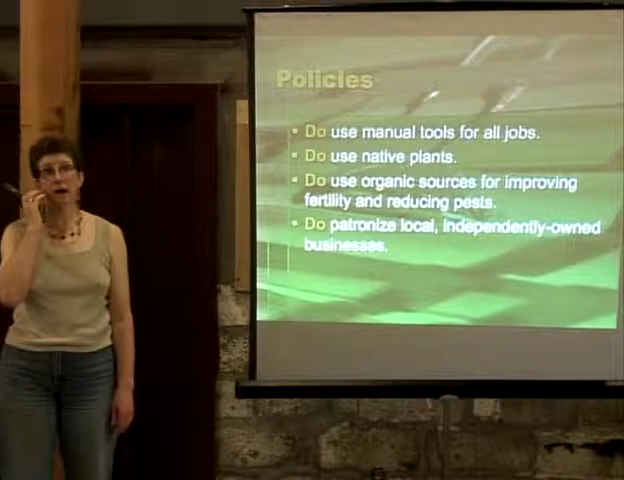 Policies
• Do use manual tools for all jobs.
• Do use native plants.
• Do use organic sources for improving
fertility and reducing pests.
• Do patronize local, independently-owned
businesses.